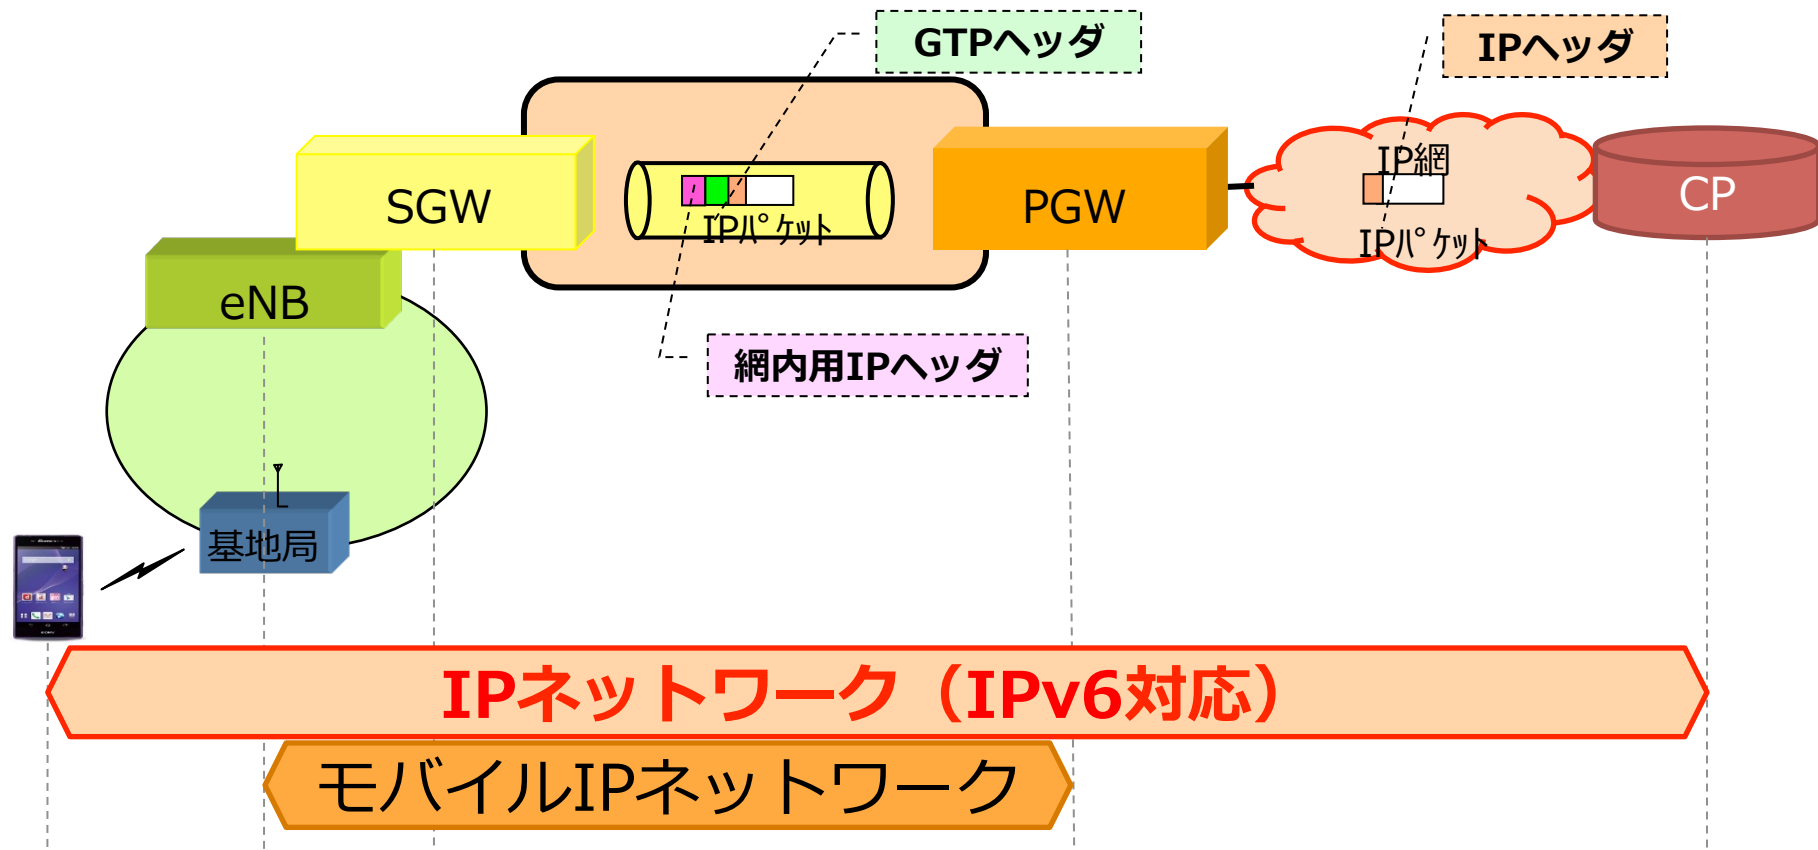 GTPヘッダ
IPヘッダ
IP網
SGW
PGW
CP
IPﾊﾟｹｯﾄ
IPﾊﾟｹｯﾄ
eNB
網内用IPヘッダ
基地局
IPネットワーク（IPv6対応）
モバイルIPネットワーク